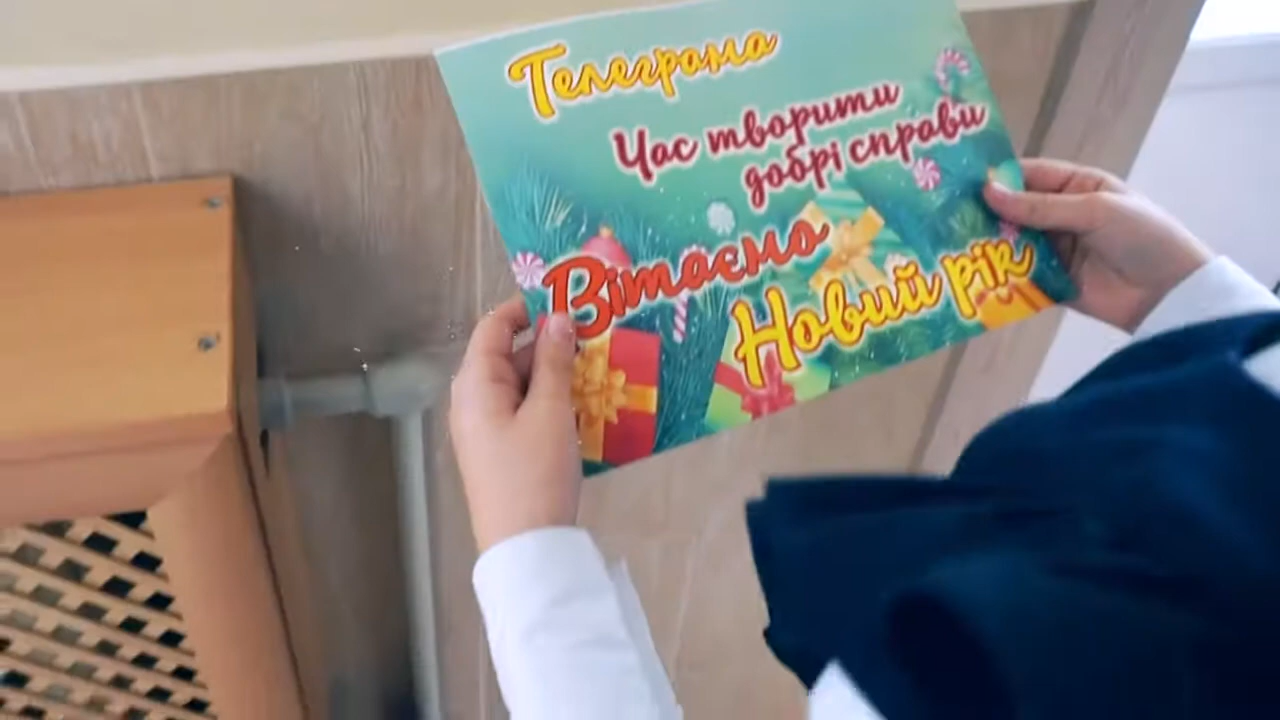 Телеграма
Час творити
добрі справи
Вітаємо
Новий рік